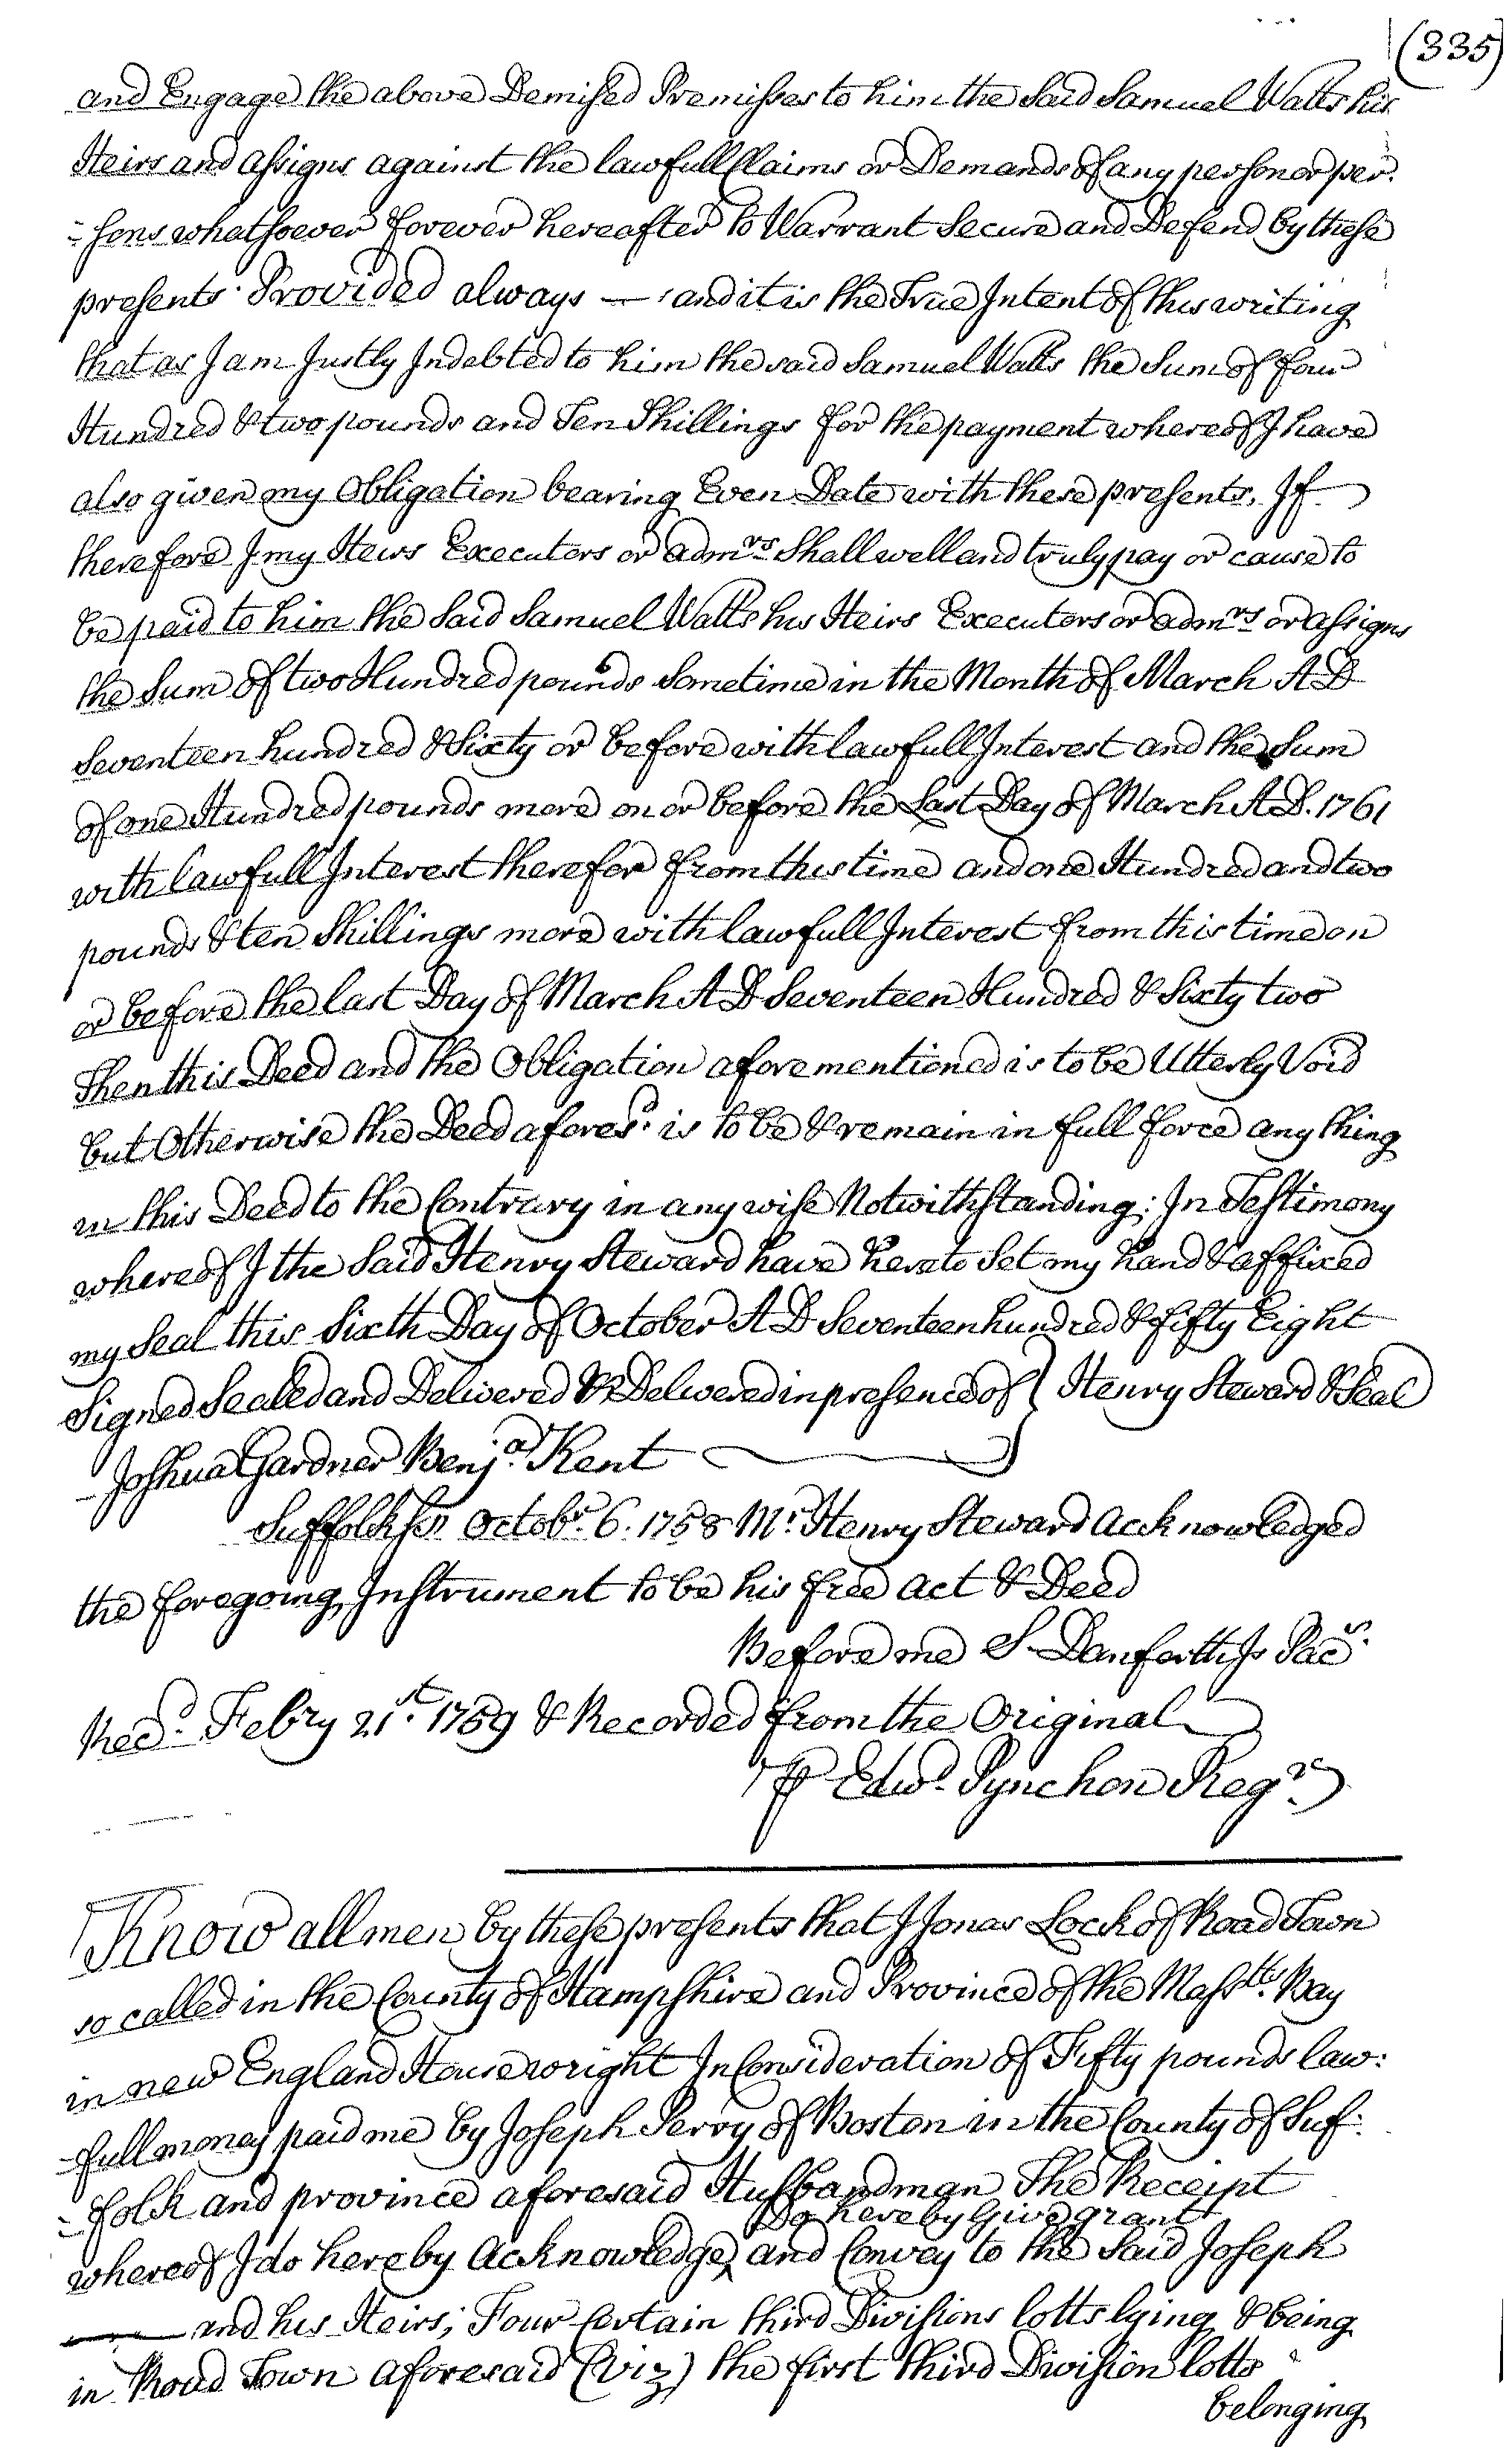 (335)
and Engage the above Demised Premisses to him the Said Samuel Watts his
Heirs and assigns against the lawfull Claims or Demands of any person or per-
-sons whatsoever forever hereafter to Warrant Secure and Defend by these
presents. Provided always — and it is the True Intent of this writing
that as I am Justly Indebted to him the said Samuel Watts the Sum of four
Hundred & two pounds and Ten Shillings for the payment whereof I have
also given my Obligation bearing Even Date with these presents. If
therefore I my Heirs Executors or admrs Shall well and truly pay or cause to
be paid to him the Said Samuel Watts his Heirs Executors or admrs or assigns
the Sum of two Hundred pounds sometime in the Month of March A D
Seventeen hundred & Sixty or before with lawfull Interest and the Sum
of one Hundred pounds more on or before the Last Day of March A.D. 1761
with lawfull Interest therefor from this time and one Hundred and two
pounds & ten Shillings more with lawfull Interest from this time on
or before the last Day of March A D Seventeen Hundred & Sixty two
Then this Deed and the Obligation aforementioned is to be Utterly Void
but Otherwise the Deed aforesd. is to be & remain in full force any thing
in this Deed to the Contrary in any wise Notwithstanding: In Testimony
whereof I the Said Henry Steward have hereto Set my hand & affixed
my Seal this Sixth Day of October A D Seventeen hundred & fifty Eight
Signed Sealed and Delivered & Delivered in presence of } Henry Steward & Seal
Joshua Gardner Benja. Kent
Suffolk ss. Octobr. 6. 1758 Mr. Henry Steward Acknowledged
the foregoing Instrument to be his free act & Deed
Before me S. Danforth Js Pacs.
Recd. Febry 21st. 1759 & Recorded from the Original
⅌ Edwd. Pynchon Regr.
Know all men by these presents that I Jonas Lock of Road Town
so called in the County of Hampshire and Province of the Masstts. Bay
in new England Housewright In Consideration of Fifty pounds law:
-full money paid me by Joseph Perry of Boston in the County of Suf:
-folk and province aforesaid Husbandman The Receipt
Do hereby Give grant
whereof I do hereby Acknowledge, and Convey to the Said Joseph
—— and his Heirs; Four Certain third Divisions lotts lying & being
in Road Town aforesaid (viz) the first third Division lotts
belonging